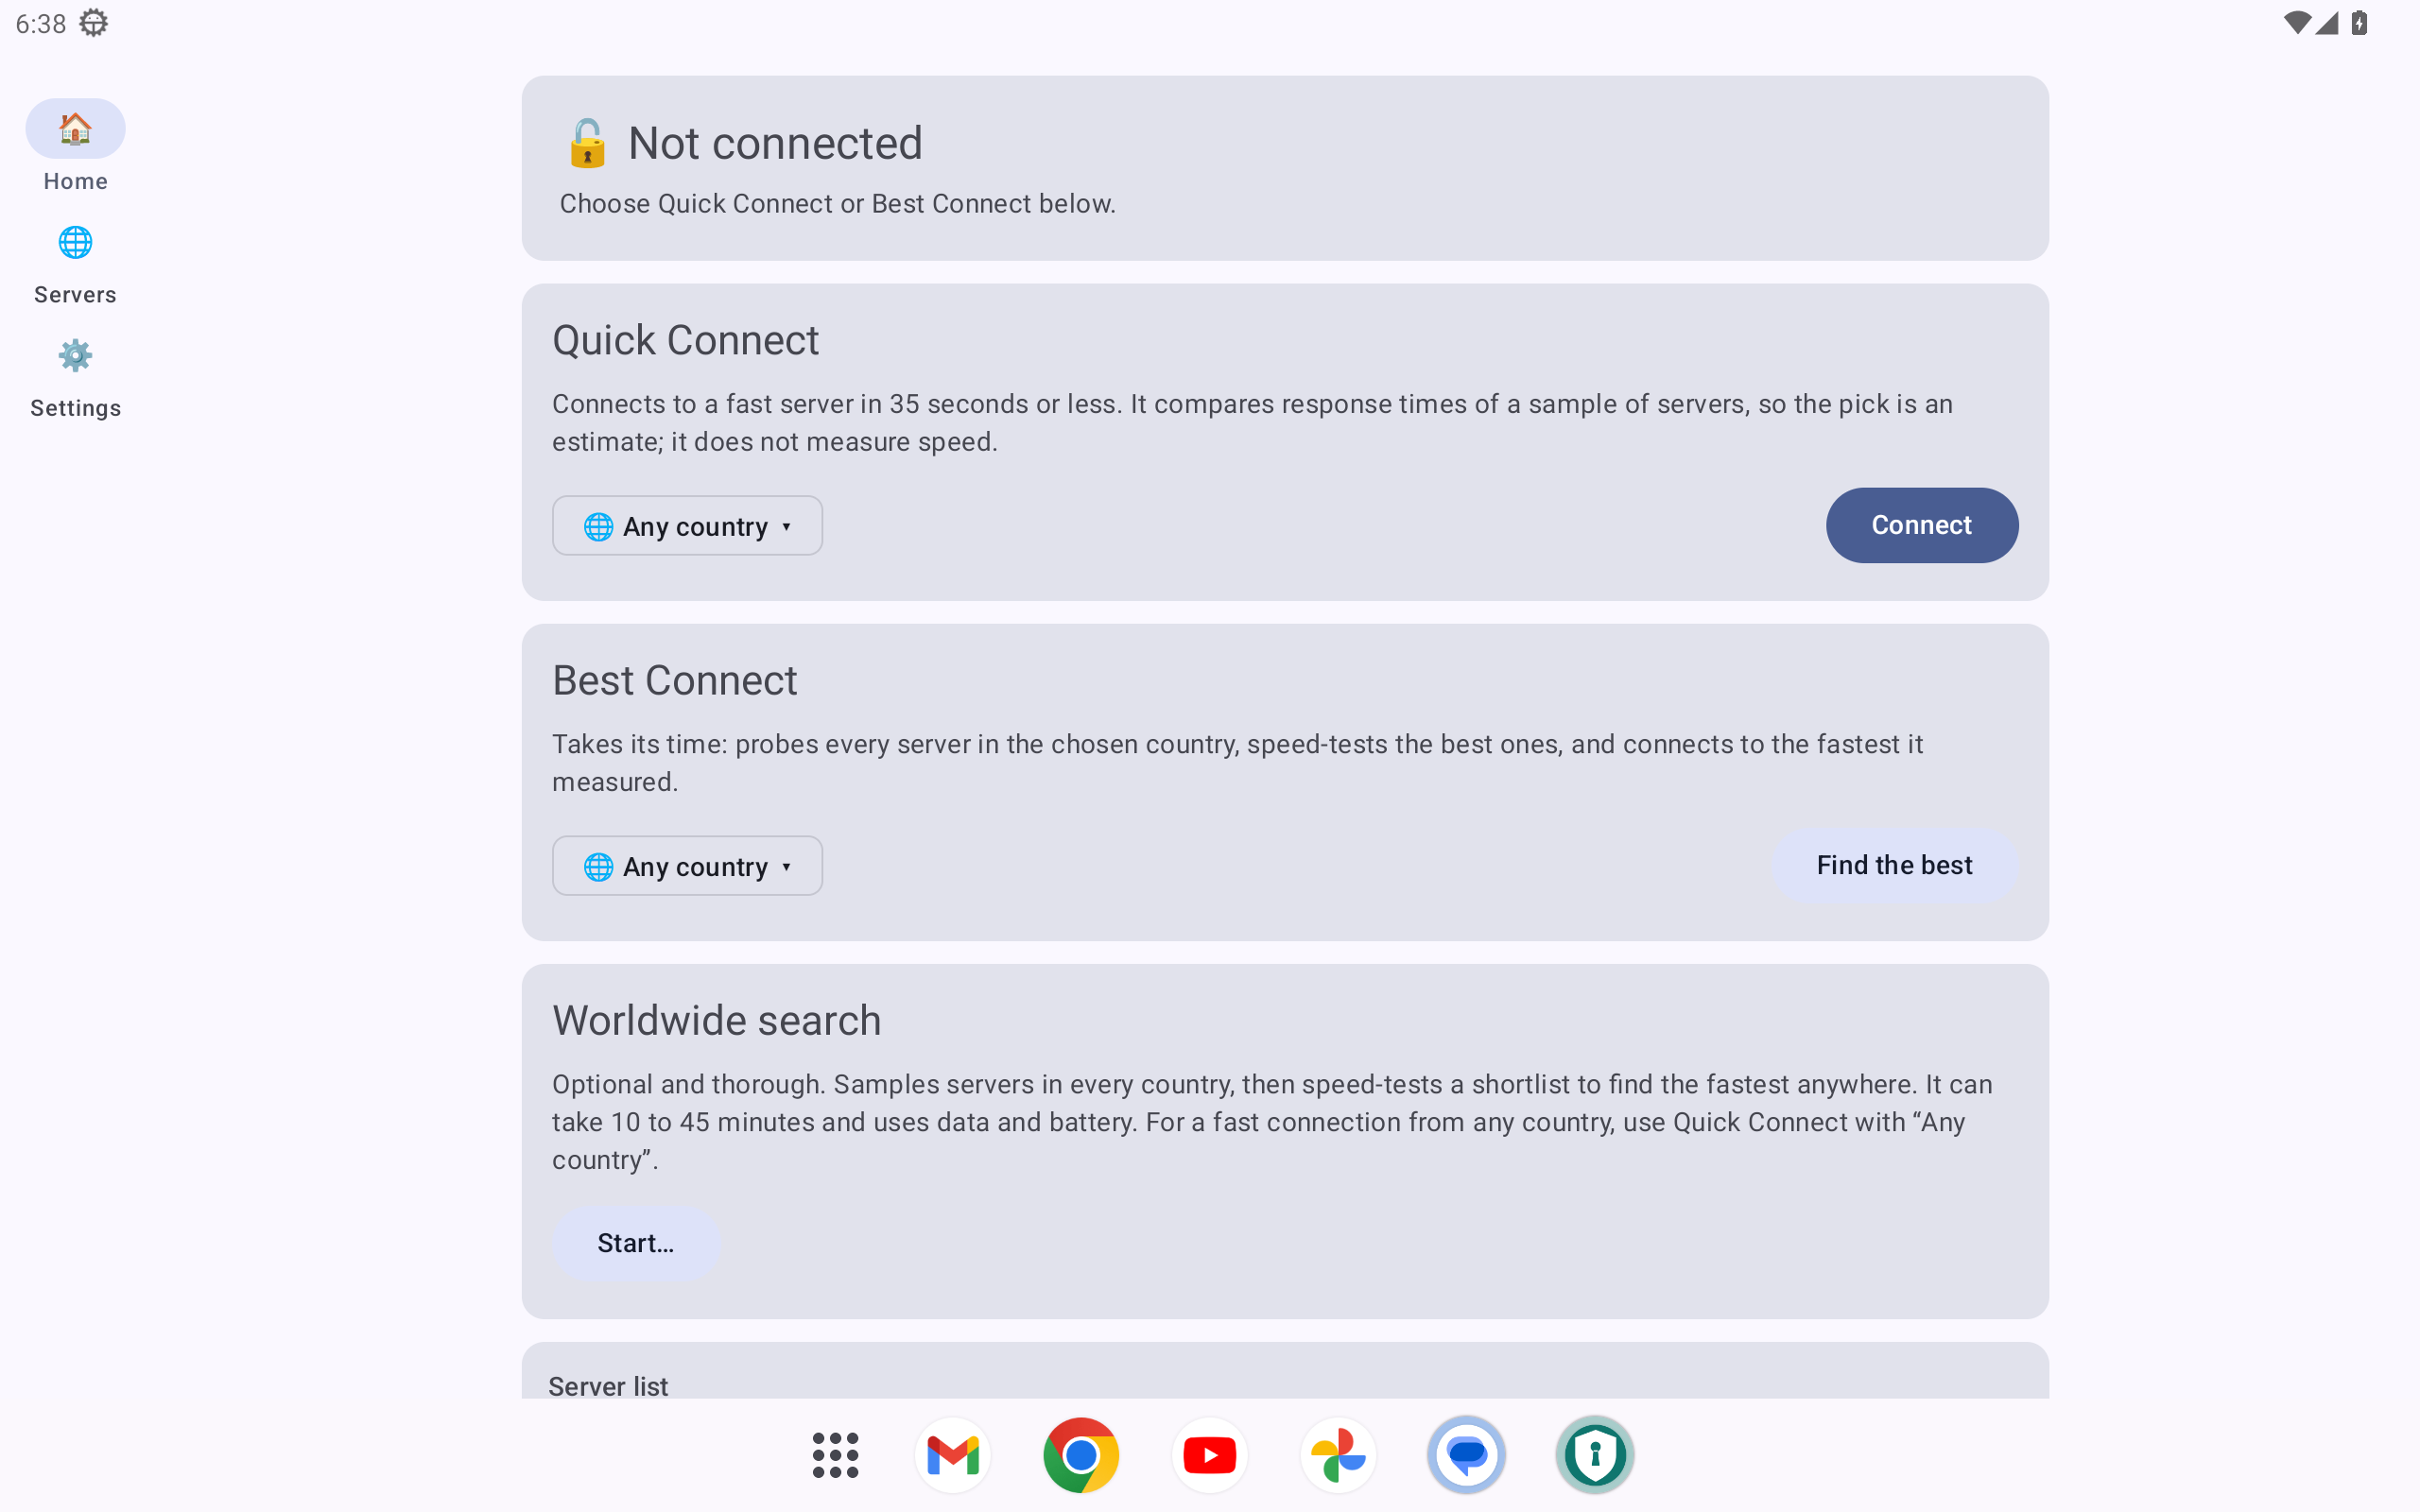 6:38
Home
Servers
Settings
🔓 Not connected
Choose Quick Connect or Best Connect below.
Quick Connect
Connects to a fast server in 35 seconds or less. It compares response times of a sample of servers, so the pick is an
estimate; it does not measure speed.
🌐 Any country ▾
Connect
Best Connect
Takes its time: probes every server in the chosen country, speed-tests the best ones, and connects to the fastest it
measured.
🌐 Any country ▾
Find the best
Worldwide search
Optional and thorough. Samples servers in every country, then speed-tests a shortlist to find the fastest anywhere. It can
take 10 to 45 minutes and uses data and battery. For a fast connection from any country, use Quick Connect with “Any
country”.
Start…
Server list